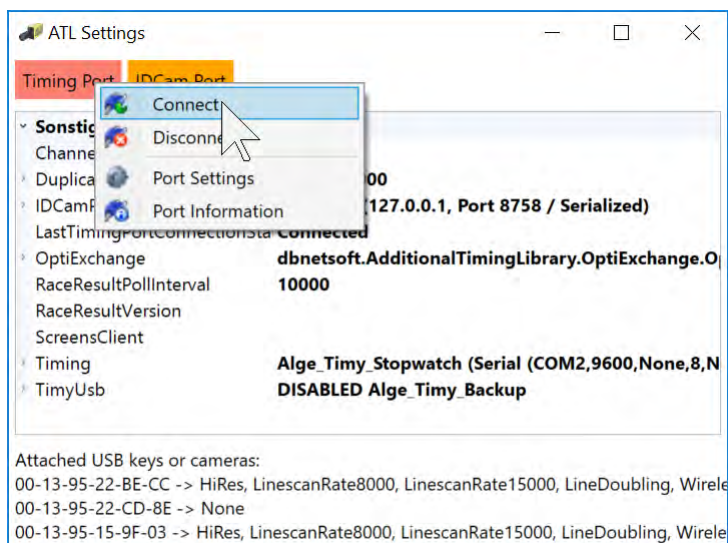 ATL Settings
Timing Port IDCam Port
Connect
Disconne
Port Settings
Port Information
Sonstig
Channe
Duplica 00
IDCamP (127.0.0.1, Port 8758 / Serialized)
LastTimingPortConnectionSta Connected
OptiExchange dbnetsoft.AdditionalTimingLibrary.OptiExchange.O
RaceResultPollInterval 10000
RaceResultVersion
ScreensClient
Timing Alge_Timy_Stopwatch (Serial (COM2,9600,None,8,N
TimyUsb DISABLED Alge_Timy_Backup
Attached USB keys or cameras:
00-13-95-22-BE-CC -> HiRes, LinescanRate8000, LinescanRate15000, LineDoubling, Wirele
00-13-95-22-CD-8E -> None
00-13-95-15-9F-03 -> HiRes, LinescanRate8000, LinescanRate15000, LineDoubling, Wirele